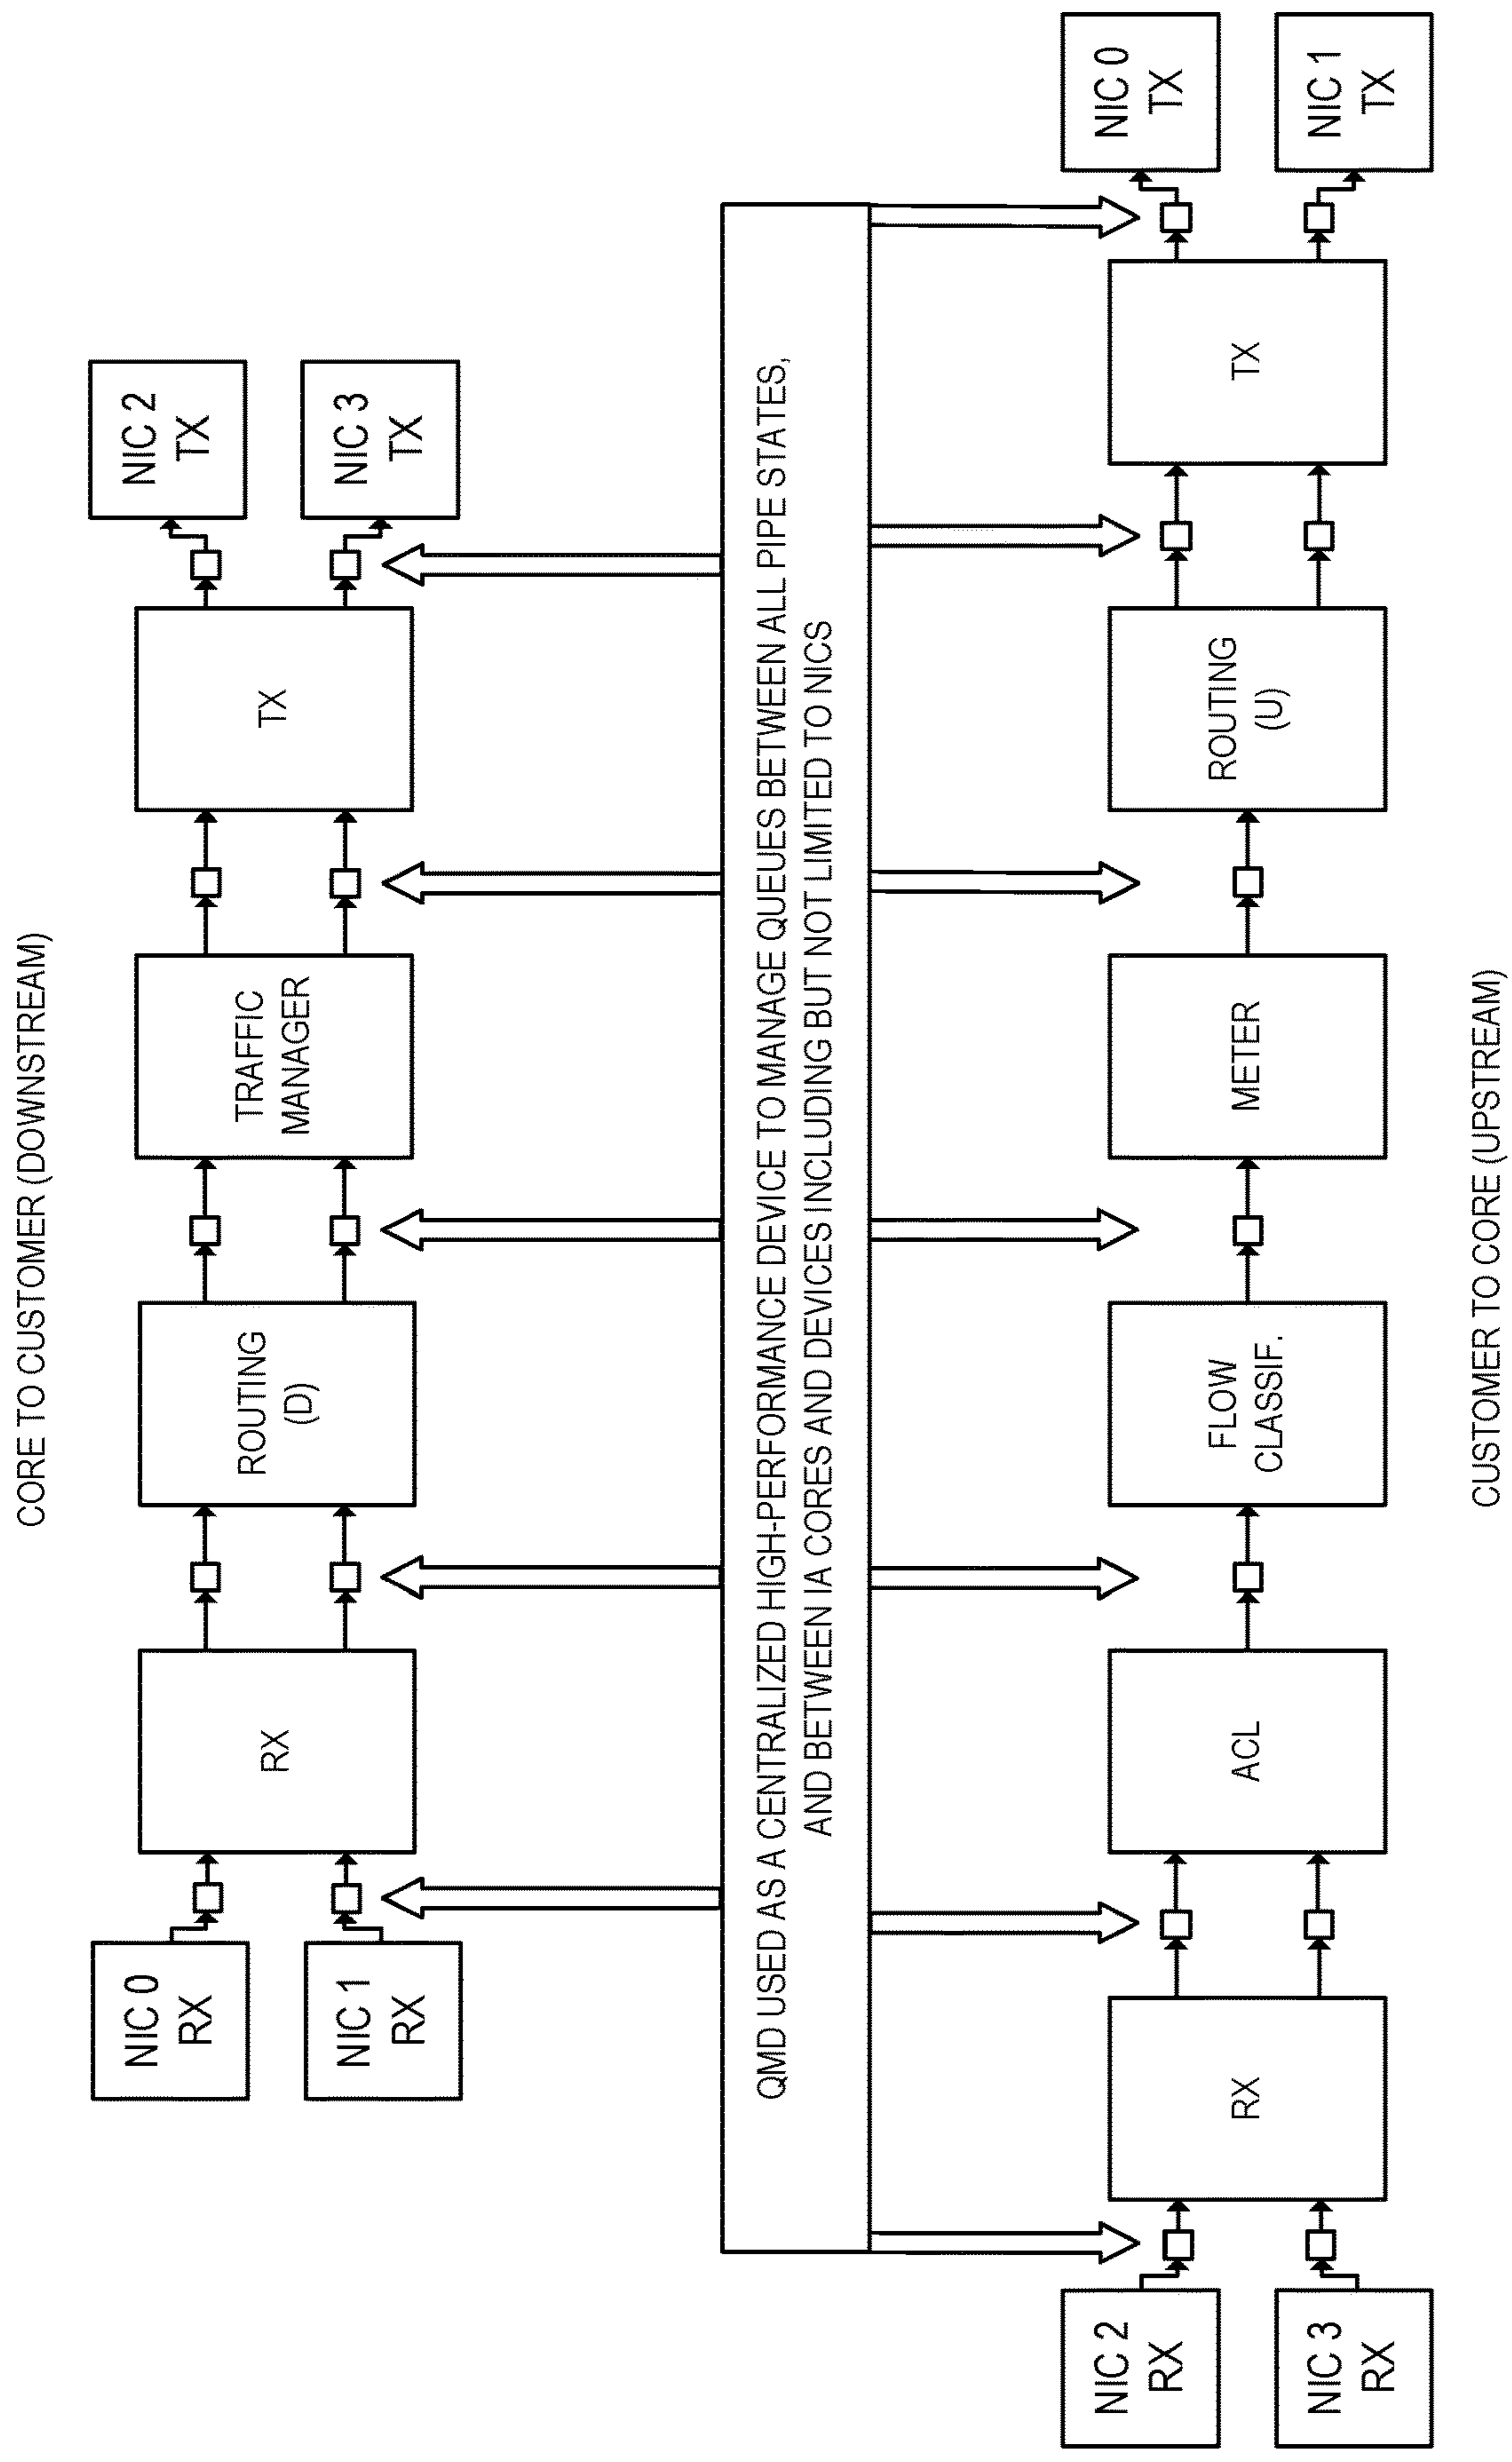 CORE TO CUSTOMER (DOWNSTREAM)
NIC 0
RX
NIC 1
RX
RX
ROUTING
(D)
TRAFFIC
MANAGER
TX
NIC 2
TX
NIC 3
TX
QMD USED AS A CENTRALIZED HIGH-PERFORMANCE DEVICE TO MANAGE QUEUES BETWEEN ALL PIPE STATES,
AND BETWEEN IA CORES AND DEVICES INCLUDING BUT NOT LIMITED TO NICS
NIC 2
RX
NIC 3
RX
RX
ACL
FLOW
CLASSIF.
METER
ROUTING
(U)
TX
NIC 0
TX
NIC 1
TX
CUSTOMER TO CORE (UPSTREAM)